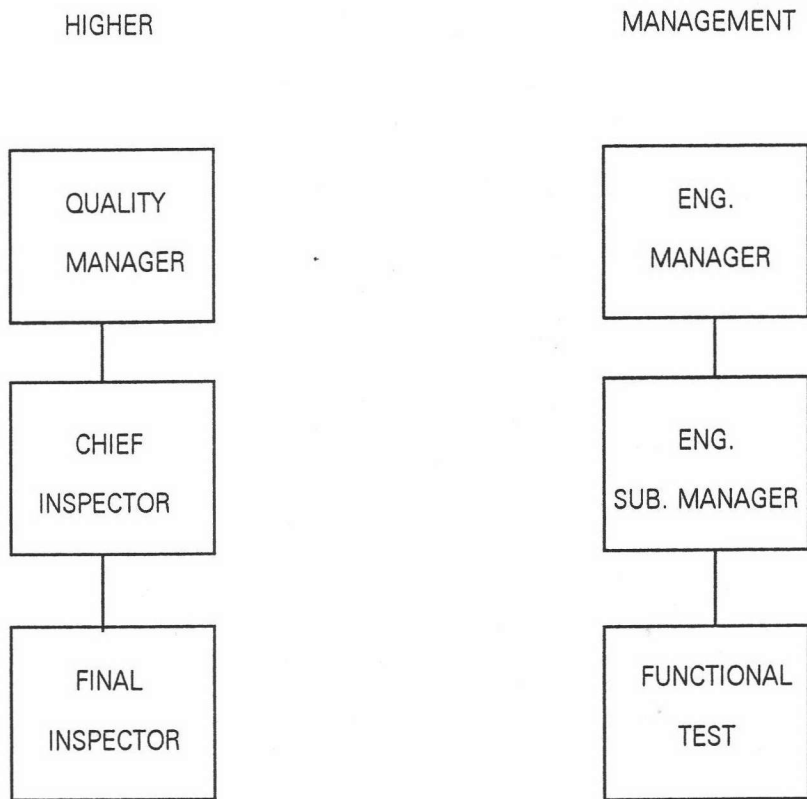 HIGHER
MANAGEMENT
QUALITY
MANAGER
ENG.
MANAGER
CHIEF
INSPECTOR
ENG.
SUB. MANAGER
FINAL
INSPECTOR
FUNCTIONAL
TEST